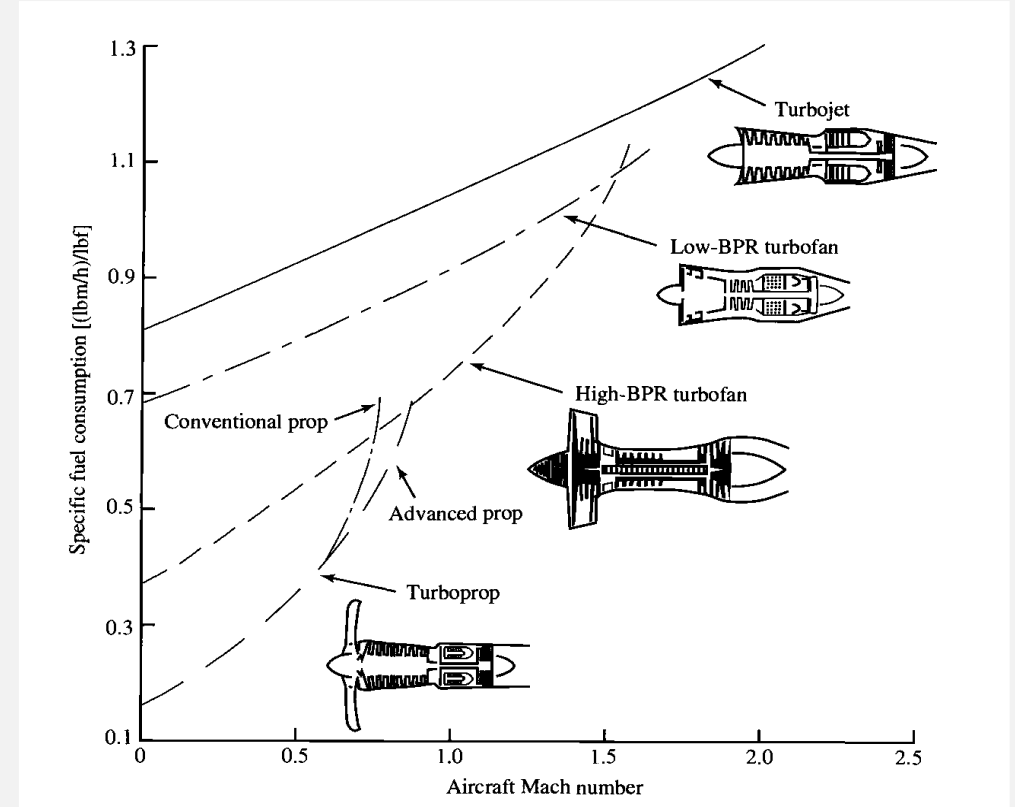 1.3
Turbojet
1.1
Low-BPR turbofan
0.9
Specific fuel consumption [(lbm/h)/lbf]
0.7
High-BPR turbofan
Conventional prop
0.5
Advanced prop
Turboprop
0.3
0.1
0 0.5 1.0 1.5 2.0 2.5
Aircraft Mach number